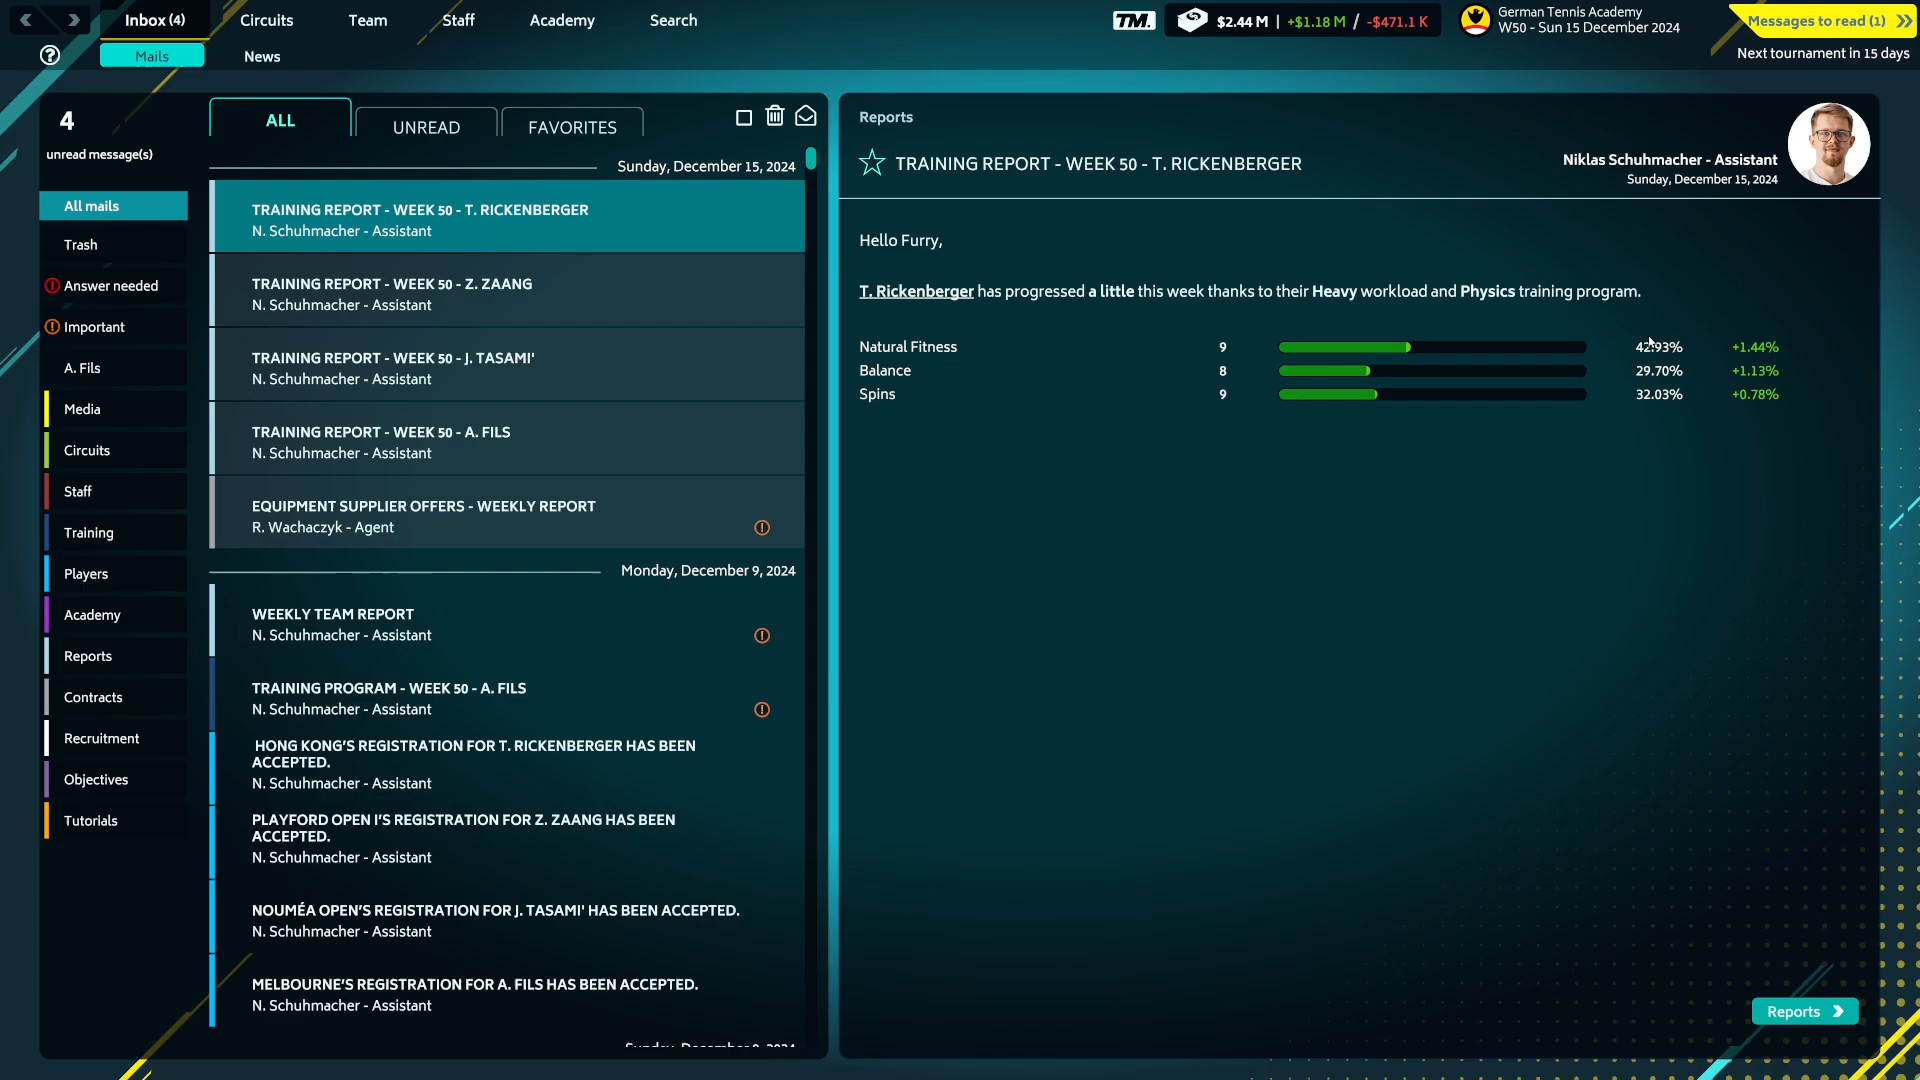 Inbox (4)
Circuits
Team
Staff
Academy
Search
TM.
$2.44 M | +$1.18 M / -$471.1 K
German Tennis Academy
W50 - Sun 15 December 2024
Messages to read (1)
Next tournament in 15 days
?
Mails
News
4
unread message(s)
All mails
Trash
Answer needed
Important
A. Fils
Media
Circuits
Staff
Training
Players
Academy
Reports
Contracts
Recruitment
Objectives
Tutorials
ALL
UNREAD
FAVORITES
Sunday, December 15, 2024
TRAINING REPORT - WEEK 50 - T. RICKENBERGER
N. Schuhmacher - Assistant
TRAINING REPORT - WEEK 50 - Z. ZAANG
N. Schuhmacher - Assistant
TRAINING REPORT - WEEK 50 - J. TASAMI'
N. Schuhmacher - Assistant
TRAINING REPORT - WEEK 50 - A. FILS
N. Schuhmacher - Assistant
EQUIPMENT SUPPLIER OFFERS - WEEKLY REPORT
R. Wachaczyk - Agent
Monday, December 9, 2024
WEEKLY TEAM REPORT
N. Schuhmacher - Assistant
TRAINING PROGRAM - WEEK 50 - A. FILS
N. Schuhmacher - Assistant
HONG KONG'S REGISTRATION FOR T. RICKENBERGER HAS BEEN
ACCEPTED.
N. Schuhmacher - Assistant
PLAYFORD OPEN I'S REGISTRATION FOR Z. ZAANG HAS BEEN
ACCEPTED.
N. Schuhmacher - Assistant
NOUMÉA OPEN'S REGISTRATION FOR J. TASAMI' HAS BEEN ACCEPTED.
N. Schuhmacher - Assistant
MELBOURNE'S REGISTRATION FOR A. FILS HAS BEEN ACCEPTED.
N. Schuhmacher - Assistant
Reports
TRAINING REPORT - WEEK 50 - T. RICKENBERGER
Niklas Schuhmacher - Assistant
Sunday, December 15, 2024
Hello Furry,
T. Rickenberger has progressed a little this week thanks to their Heavy workload and Physics training program.
Natural Fitness 9 42.93% +1.44%
Balance 8 29.70% +1.13%
Spins 9 32.03% +0.78%
Reports